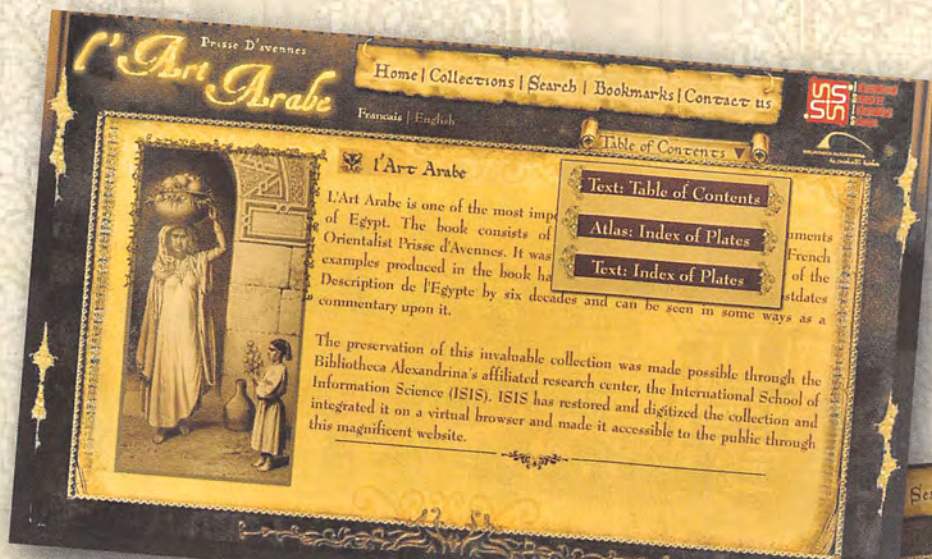 Prisse D'avennes
l'Art Arabe
Home | Collections | Search | Bookmarks | Contact us
Francais | English
Table of Contents
Text: Table of Contents
Atlas: Index of Plates
Text: Index of Plates
l'Art Arabe
L'Art Arabe is one of the most
of Egypt. The book consists of
Orientalist Prisse d'Avennes. It was French
examples produced in the book of the
Description de l'Egypte by six decades and can be seen in some ways as a
commentary upon it.
The preservation of this invaluable collection was made possible through the
Bibliotheca Alexandrina's affiliated research center, the International School of
Information Science (ISIS). ISIS has restored and digitized the collection and
integrated it on a virtual browser and made it accessible to the public through
this magnificent website.